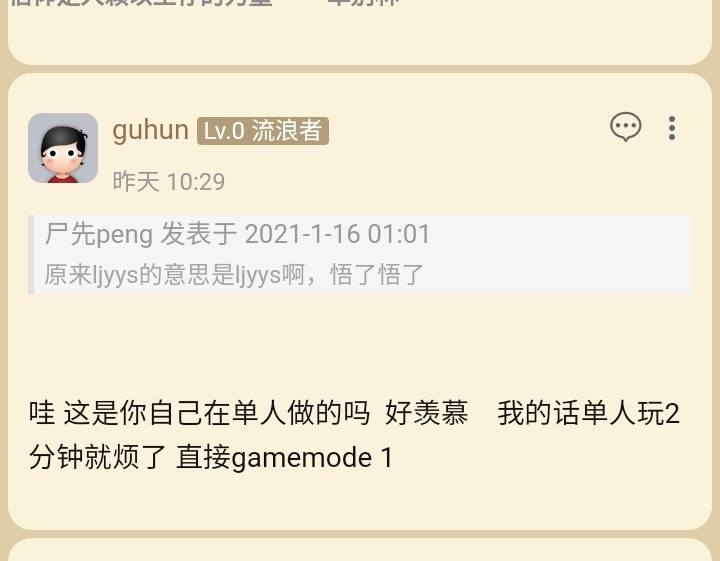 guhun Lv.0 流浪者
昨天 10:29
尸先peng 发表于 2021-1-16 01:01
原来ljyys的意思是ljyys啊，悟了悟了
哇 这是你自己在单人做的吗 好羡慕 我的话单人玩2
分钟就烦了 直接gamemode 1